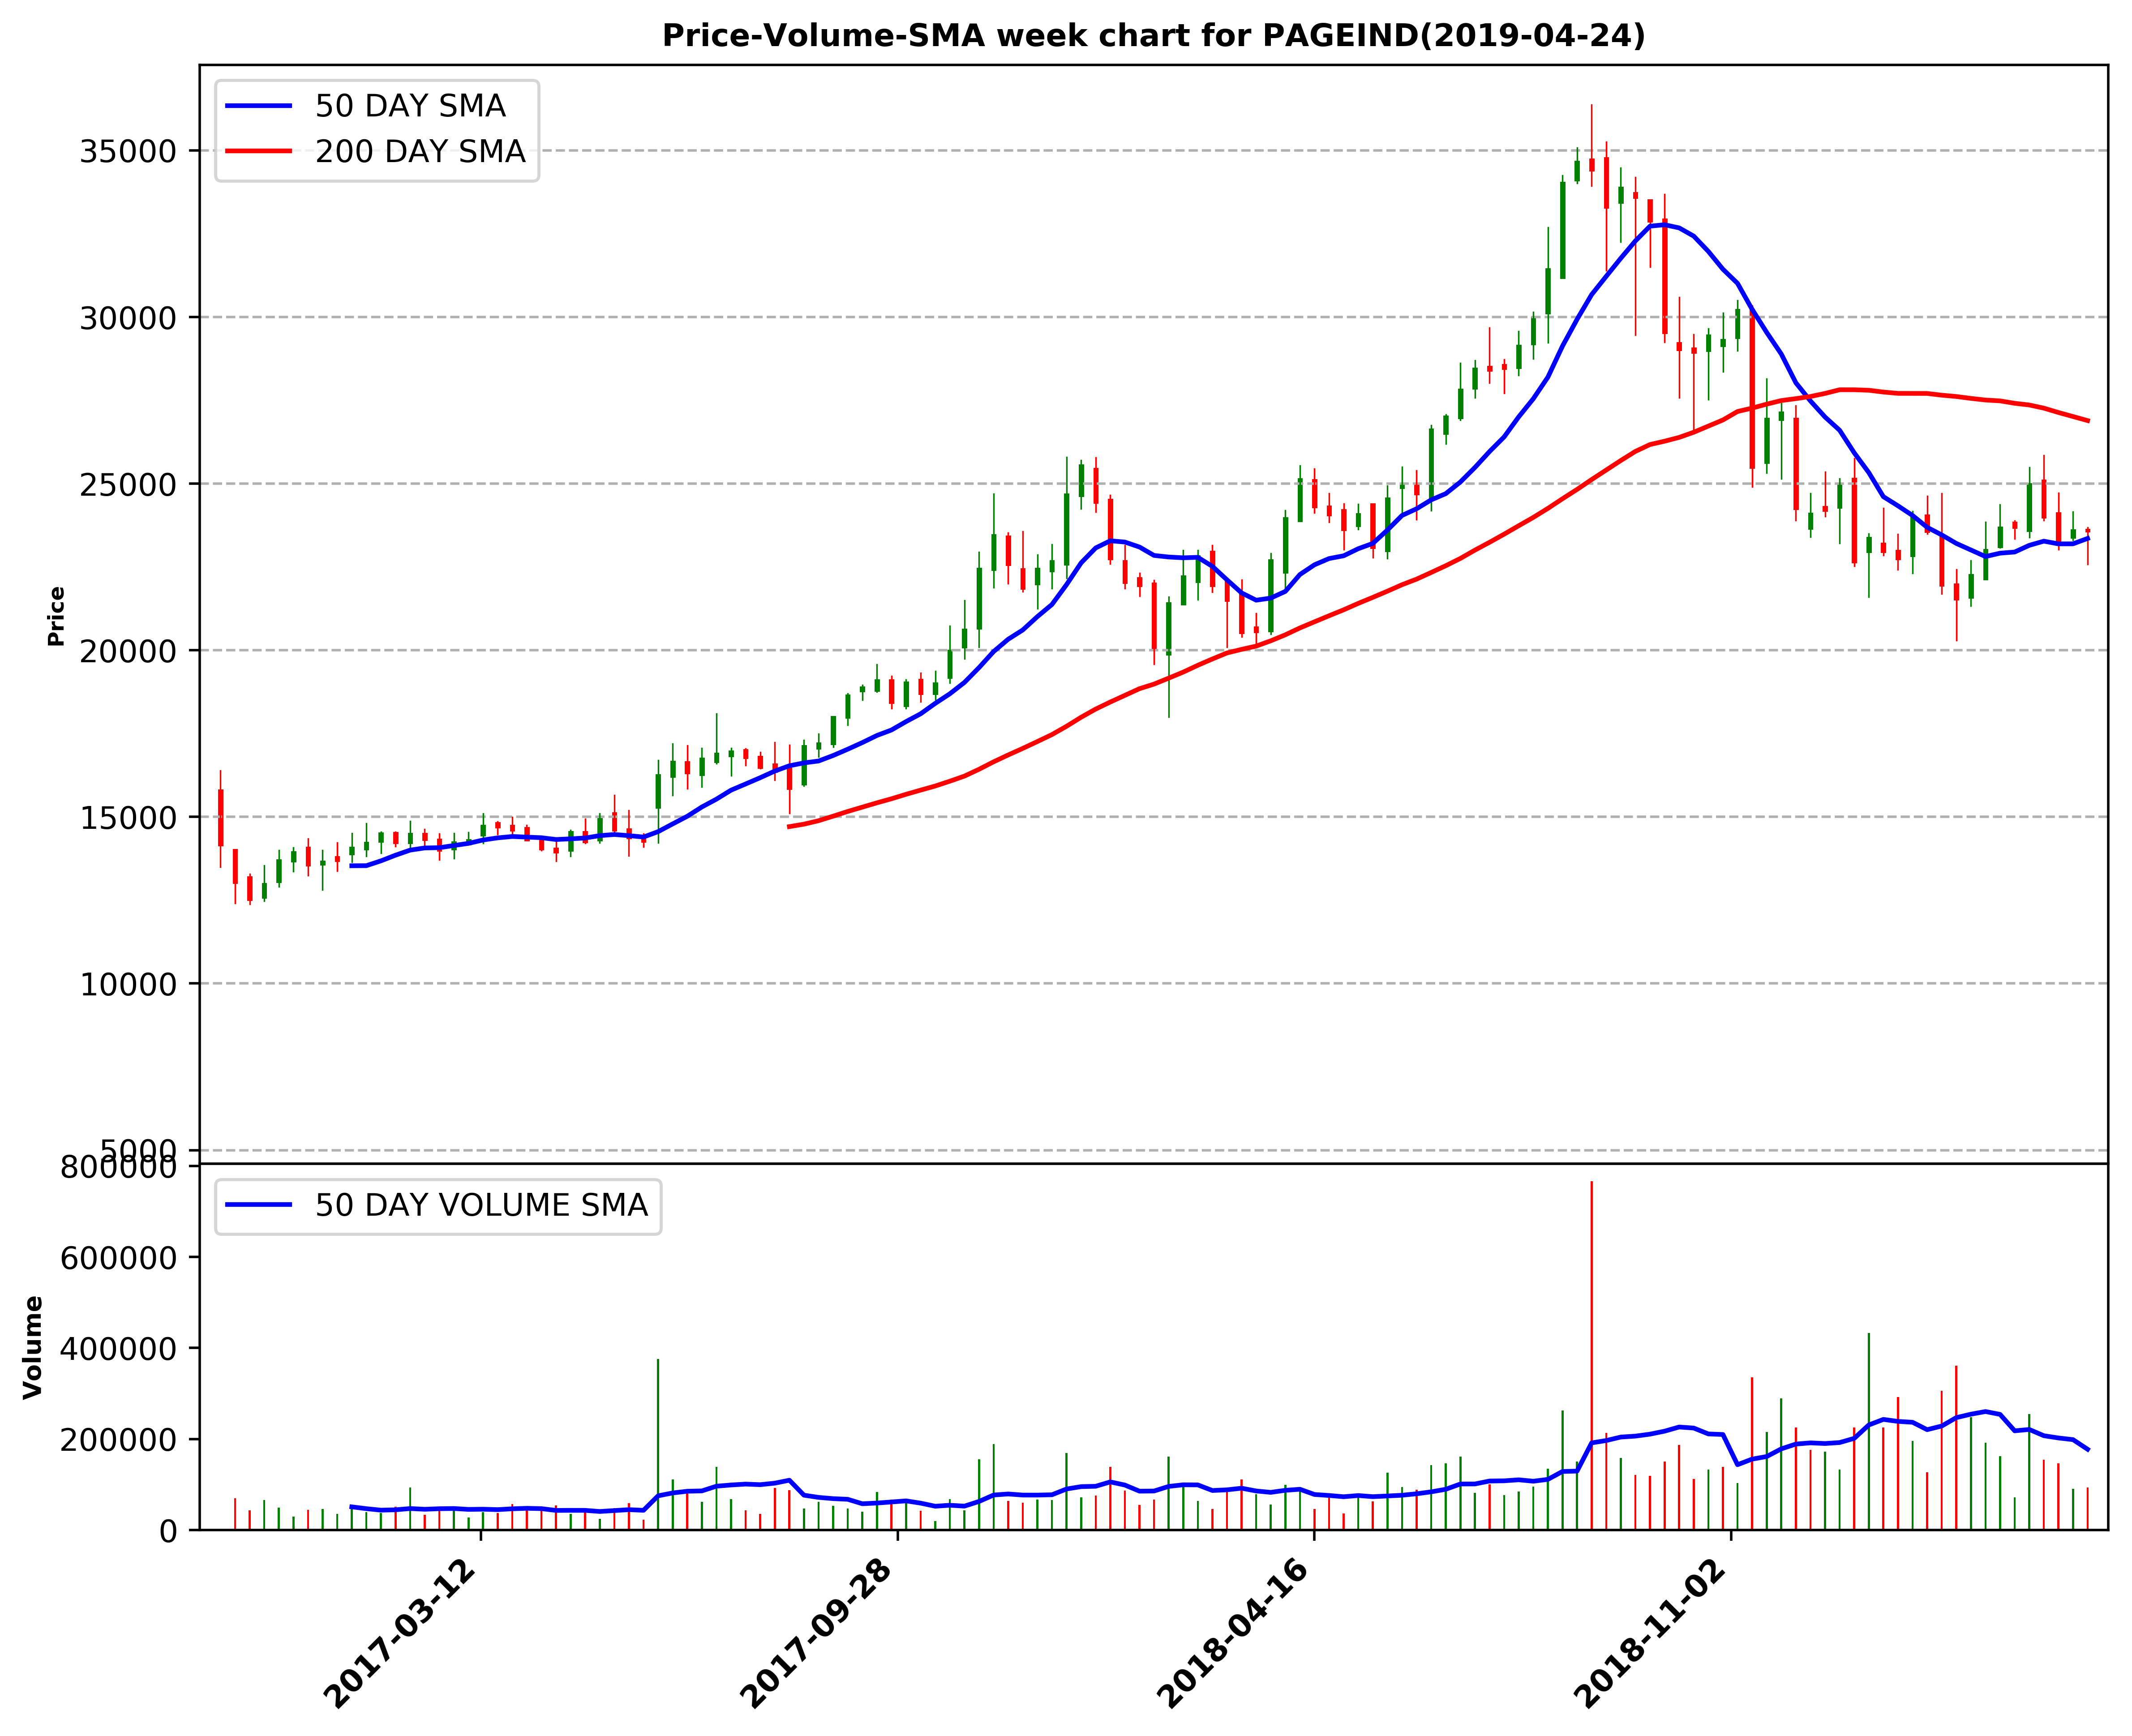 Price-Volume-SMA week chart for PAGEIND(2019-04-24)
50 DAY SMA
200 DAY SMA
35000
30000
25000
20000
15000
10000
5000
Price
800000
50 DAY VOLUME SMA
600000
400000
200000
0
Volume
2017-03-12
2017-09-28
2018-04-16
2018-11-02